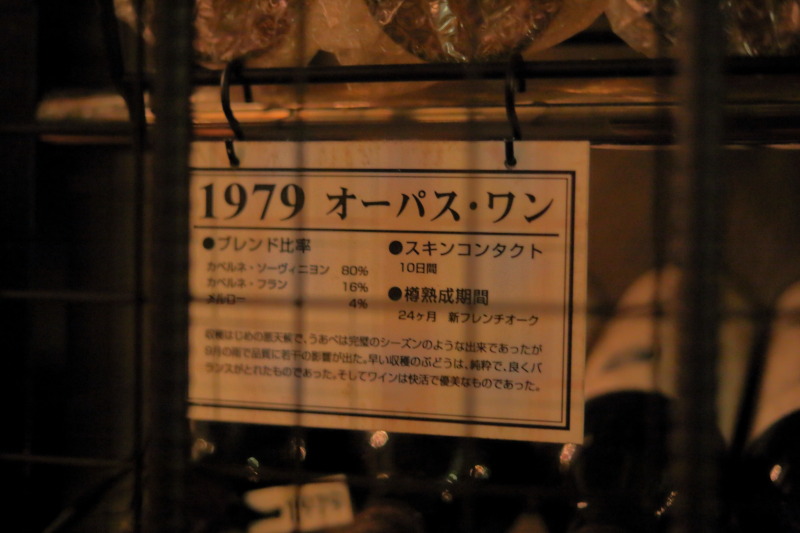 1979 オーパス・ワン
●ブレンド比率
カベルネ・ソーヴィニヨン 80%
カベルネ・フラン 16%
メルロー 4%
●スキンコンタクト
10日間
●樽熟成期間
24ヶ月 新フレンチオーク
収穫はじめの悪天候で、うあべは完璧のシーズンのような出来であったが
9月の雨で品質に若干の影響が出た。早い収穫のぶどうは、純粋で、良くバ
ランスがとれたものであった。そしてワインは快活で優美なものであった。
1979